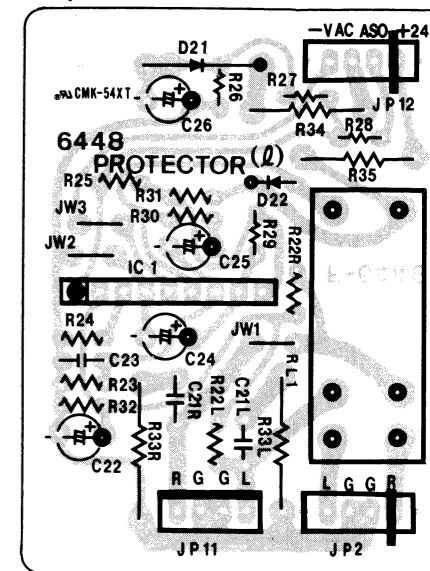 -VAC ASO +24
D21
CMK-54XT
R26
R27
JP12
C26
R34
R28
6448
PROTECTOR (ℓ)
R35
R25
R31
D22
JW3
R30
R29
JW2
C25
R22R
IC 1
R24
C24
JW1
C23
RL1
R23
C21R
R22L
C21L
R32
R33R
R33L
C22
R G G L
L G G R
JP11
JP2